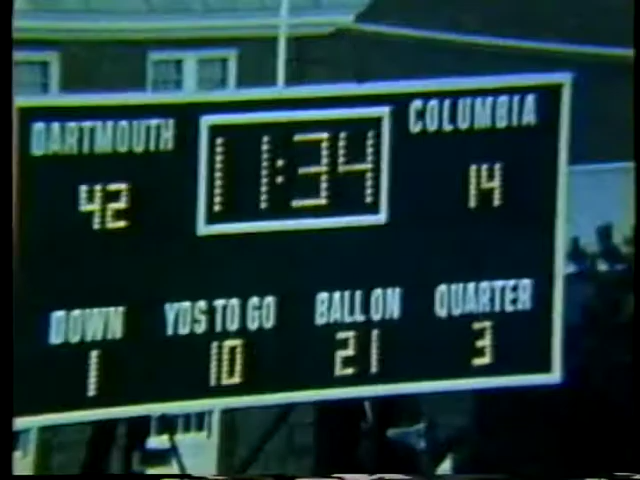 DARTMOUTH 11:34 COLUMBIA
42 14
DOWN YDS TO GO BALL ON QUARTER
1 10 21 3